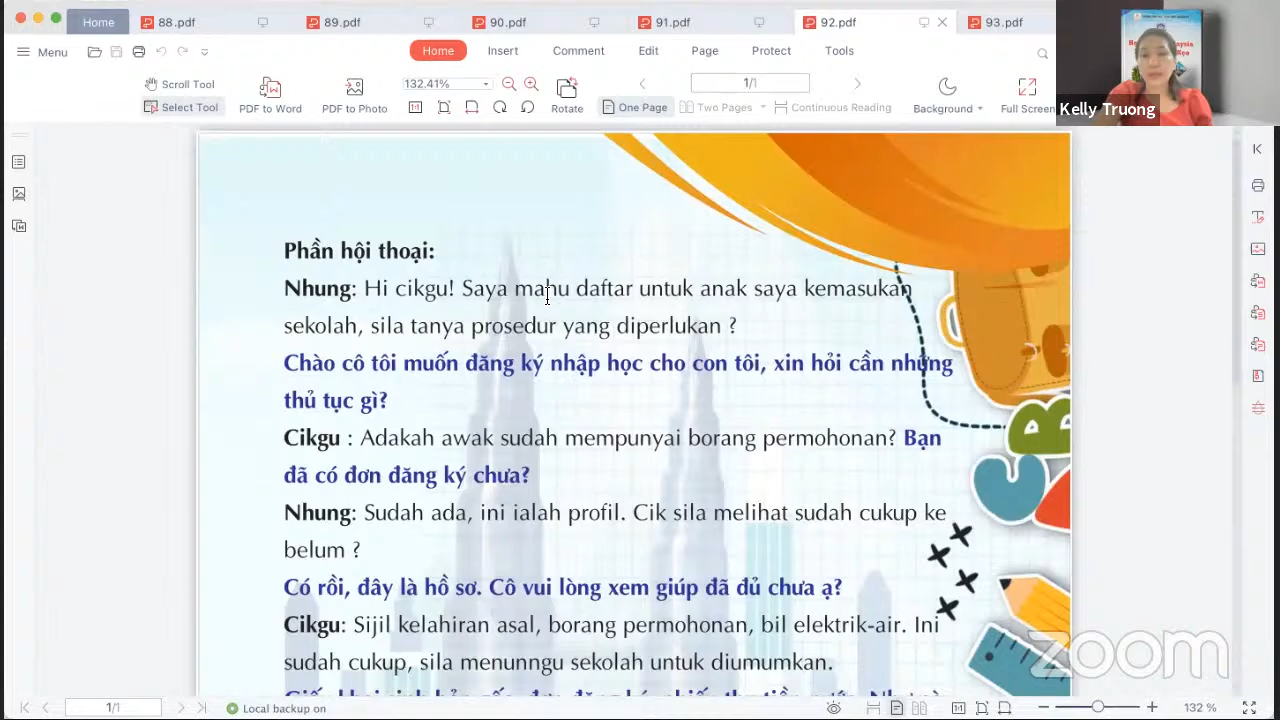 Home
88.pdf
89.pdf
90.pdf
91.pdf
92.pdf
93.pdf
Menu
Home
Insert
Comment
Edit
Page
Protect
Tools
Scroll Tool
Select Tool
PDF to Word
PDF to Photo
132.41%
Rotate
1/1
One Page
Two Pages
Continuous Reading
Background
Full Screen
Kelly Truong
Phần hội thoại:
Nhung: Hi cikgu! Saya mahu daftar untuk anak saya kemasukan
sekolah, sila tanya prosedur yang diperlukan ?
Chào cô tôi muốn đăng ký nhập học cho con tôi, xin hỏi cần những
thủ tục gì?
Cikgu : Adakah awak sudah mempunyai borang permohonan? Bạn
đã có đơn đăng ký chưa?
Nhung: Sudah ada, ini ialah profil. Cik sila melihat sudah cukup ke
belum ?
Có rồi, đây là hồ sơ. Cô vui lòng xem giúp đã đủ chưa ạ?
Cikgu: Sijil kelahiran asal, borang permohonan, bil elektrik-air. Ini
sudah cukup, sila menunngu sekolah untuk diumumkan.
zoom
1/1
Local backup on
132 %